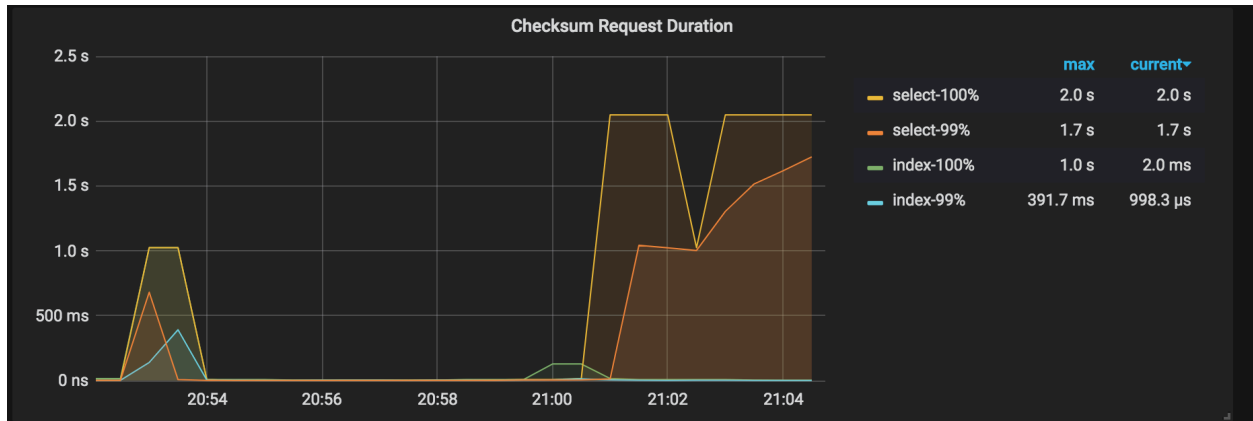 Checksum Request Duration
2.5 s
2.0 s
1.5 s
1.0 s
500 ms
0 ns
20:54 20:56 20:58 21:00 21:02 21:04
max current
select-100% 2.0 s 2.0 s
select-99% 1.7 s 1.7 s
index-100% 1.0 s 2.0 ms
index-99% 391.7 ms 998.3 µs